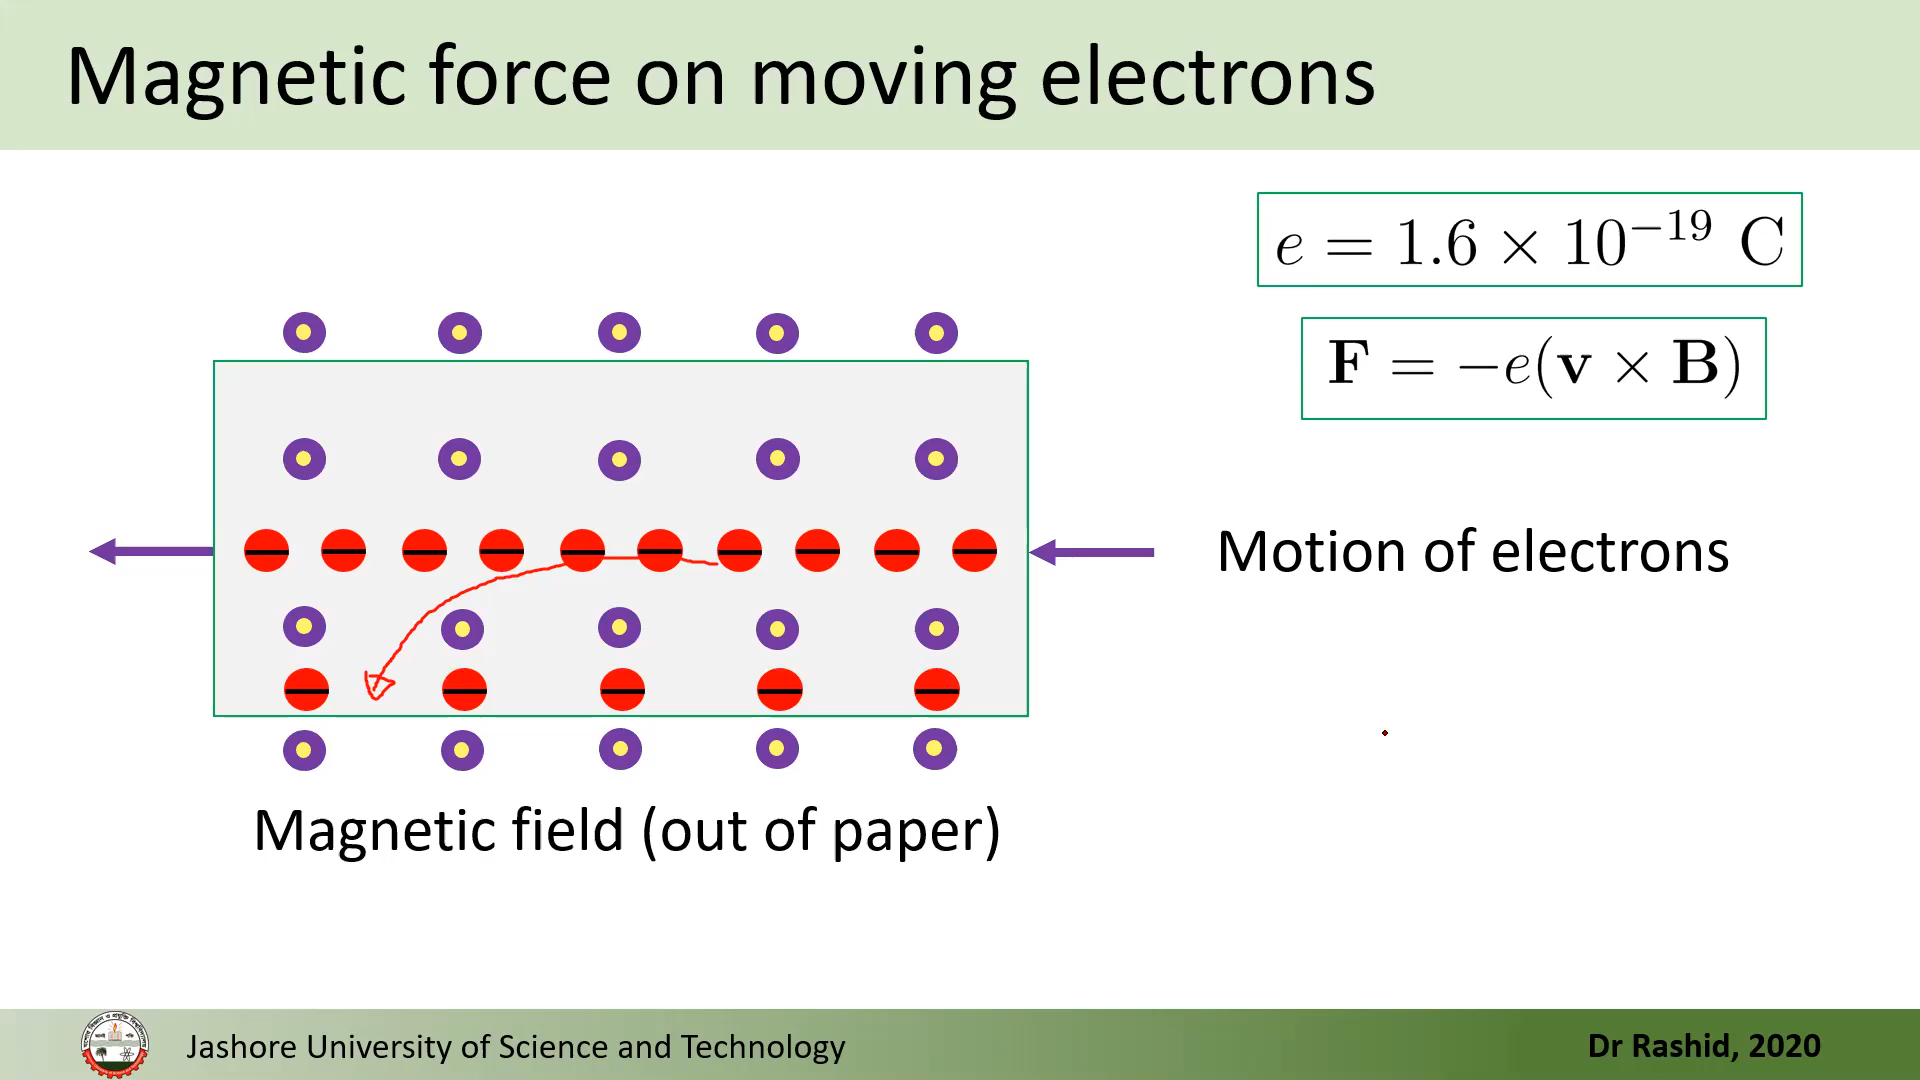 Magnetic force on moving electrons
e = 1.6 × 10⁻¹⁹ C
F = −e(v × B)
Motion of electrons
Magnetic field (out of paper)
Jashore University of Science and Technology
Dr Rashid, 2020